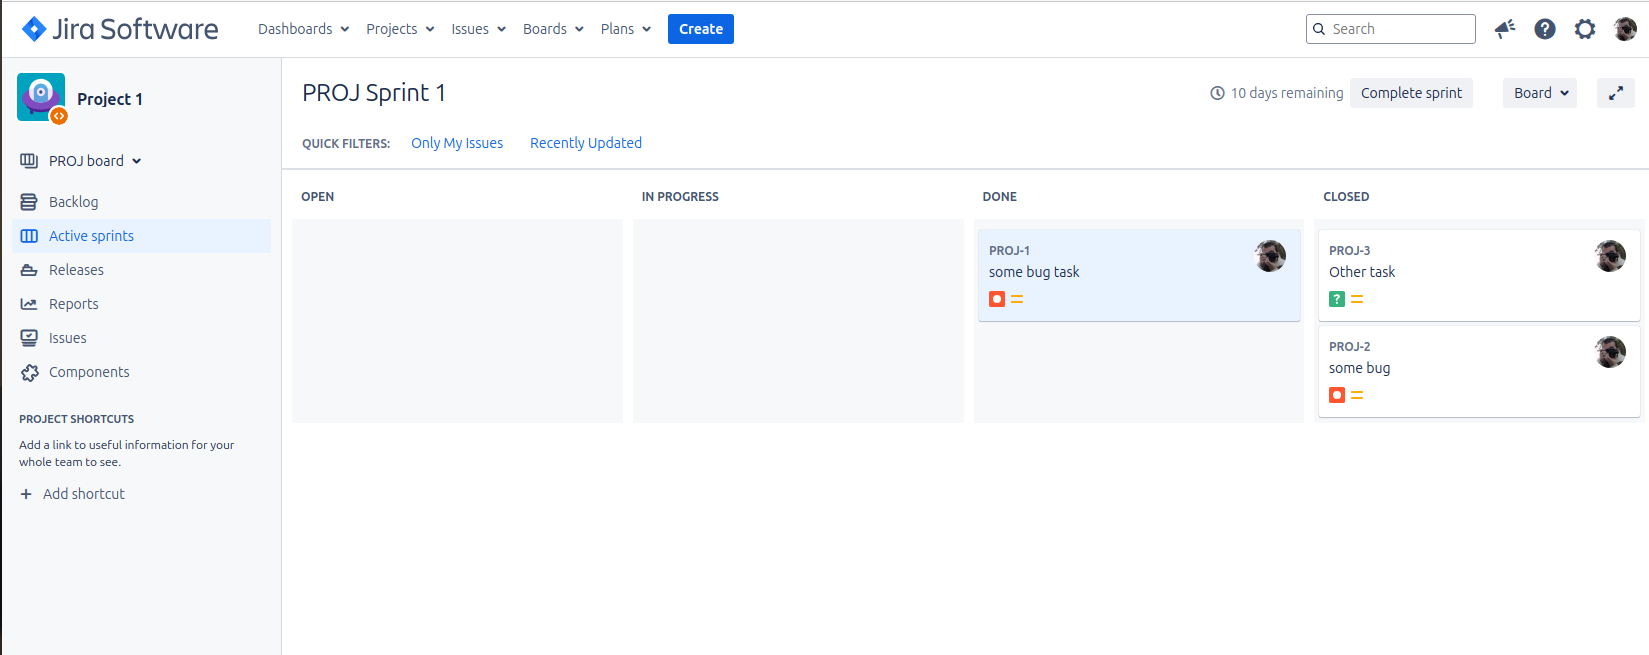 Jira Software Dashboards Projects Issues Boards Plans Create Search
Project 1
PROJ board
Backlog
Active sprints
Releases
Reports
Issues
Components
PROJECT SHORTCUTS
Add a link to useful information for your
whole team to see.
+ Add shortcut
PROJ Sprint 1
10 days remaining Complete sprint Board
QUICK FILTERS: Only My Issues Recently Updated
OPEN IN PROGRESS DONE CLOSED
PROJ-1
some bug task
PROJ-3
Other task
?
PROJ-2
some bug